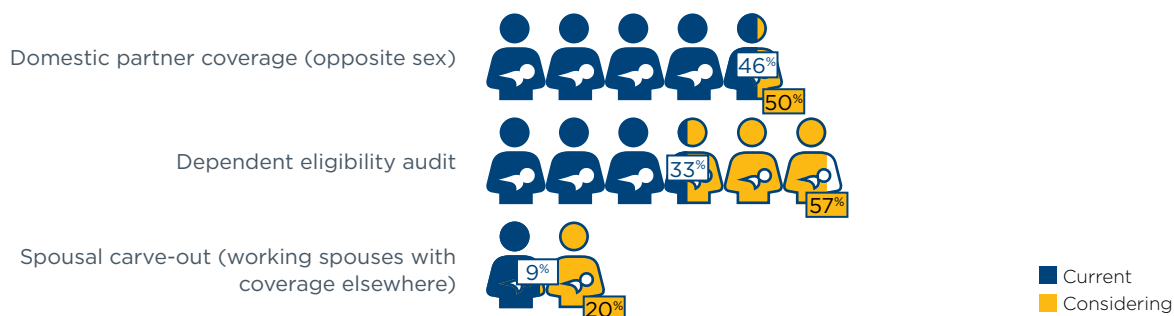 Domestic partner coverage (opposite sex)
46%
50%
Dependent eligibility audit
33%
57%
Spousal carve-out (working spouses with
coverage elsewhere)
9%
20%
Current
Considering